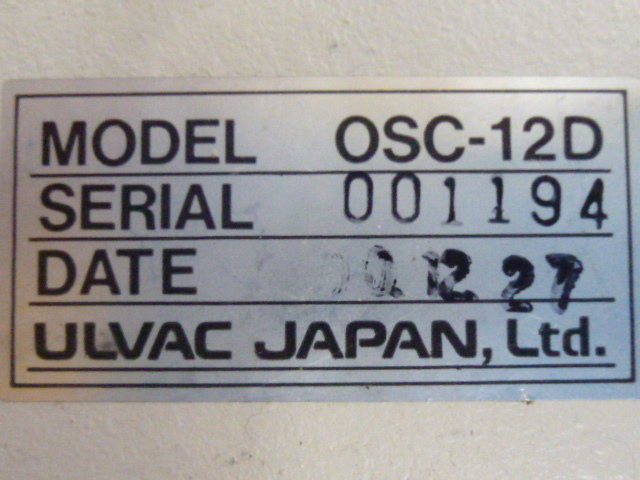 MODEL OSC-12D
SERIAL 001194
DATE 12 27
ULVAC JAPAN, Ltd.